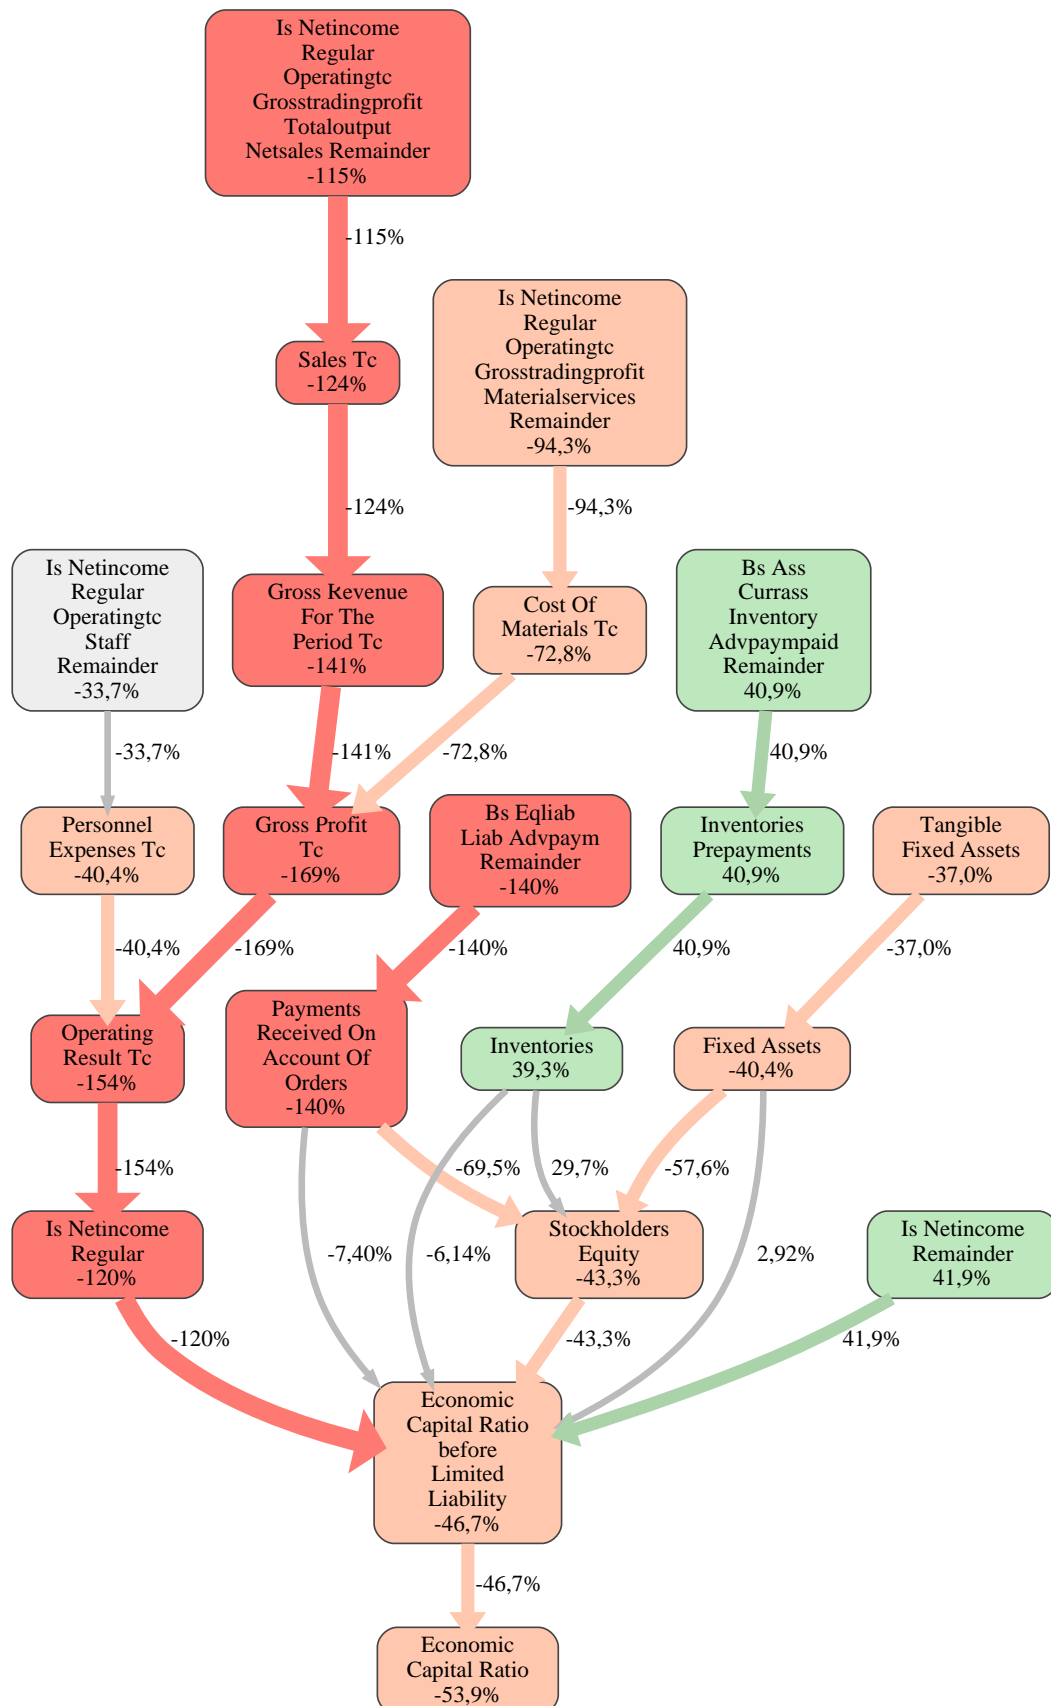 Is Netincome
Regular
Operatingtc
Grosstradingprofit
Totaloutput
Netsales Remainder
-115%
-115%
Is Netincome
Regular
Operatingtc
Grosstradingprofit
Materialservices
Remainder
-94,3%
Sales Tc
-124%
-124%
-94,3%
Is Netincome
Regular
Operatingtc
Staff
Remainder
-33,7%
Gross Revenue
For The
Period Tc
-141%
Cost Of
Materials Tc
-72,8%
Bs Ass
Currass
Inventory
Advpaympaid
Remainder
40,9%
-33,7%
-141%
-72,8%
40,9%
Personnel
Expenses Tc
-40,4%
Gross Profit
Tc
-169%
Bs Eqliab
Liab Advpaym
Remainder
-140%
Inventories
Prepayments
40,9%
Tangible
Fixed Assets
-37,0%
-40,4%
-169%
-140%
40,9%
-37,0%
Operating
Result Tc
-154%
Payments
Received On
Account Of
Orders
-140%
Inventories
39,3%
Fixed Assets
-40,4%
-154%
-69,5%
29,7%
-57,6%
Is Netincome
Regular
-120%
-7,40%
-6,14%
Stockholders
Equity
-43,3%
2,92%
Is Netincome
Remainder
41,9%
-120%
-43,3%
41,9%
Economic
Capital Ratio
before
Limited
Liability
-46,7%
-46,7%
Economic
Capital Ratio
-53,9%